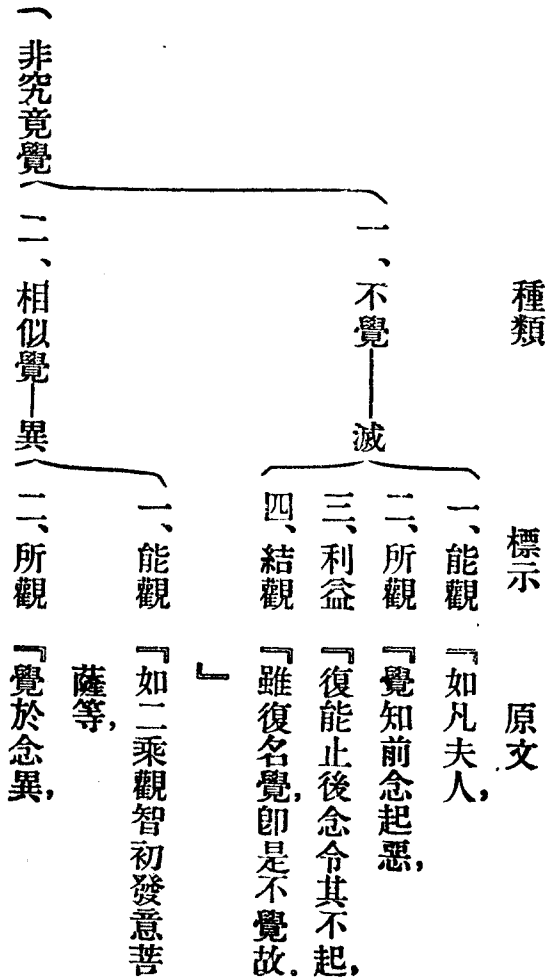 種類　標示　原文
一、不覺——滅
一、能觀『如凡夫人，
二、所觀『覺知前念起惡，
三、利益『復能止後念令其不起，
四、結觀『雖復名覺，卽是不覺故．
』
非究竟覺
二、相似覺—異
一、能觀『如二乘觀智初發意菩
薩等，
二、所觀『覺於念異，